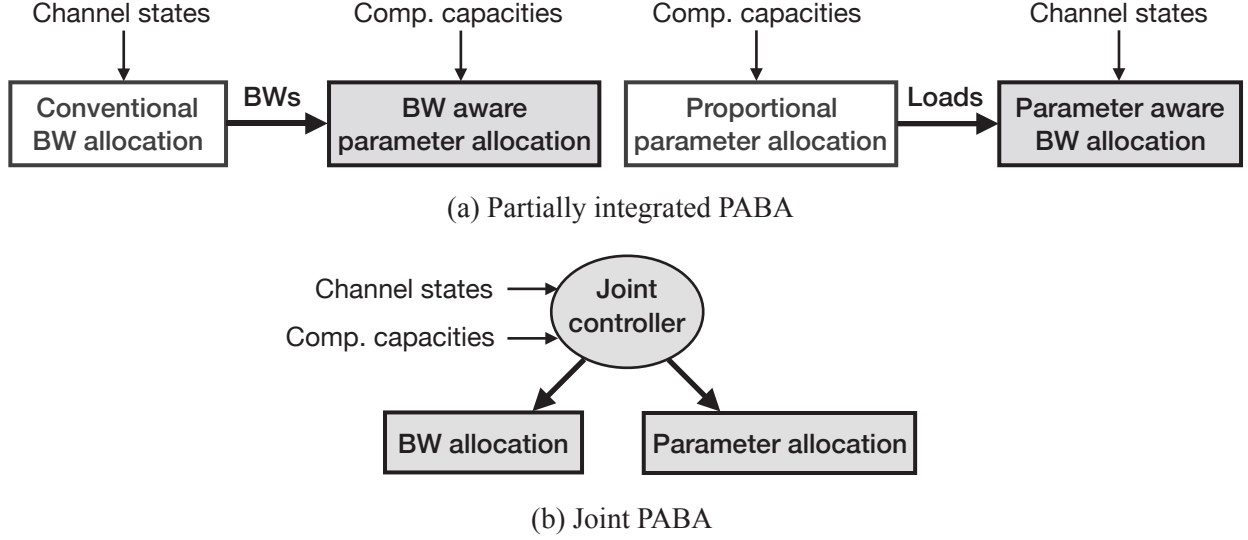 Channel states
Comp. capacities
Comp. capacities
Channel states
Conventional
BW allocation
BWs
BW aware
parameter allocation
Proportional
parameter allocation
Loads
Parameter aware
BW allocation
(a) Partially integrated PABA
Channel states
Comp. capacities
Joint
controller
BW allocation
Parameter allocation
(b) Joint PABA